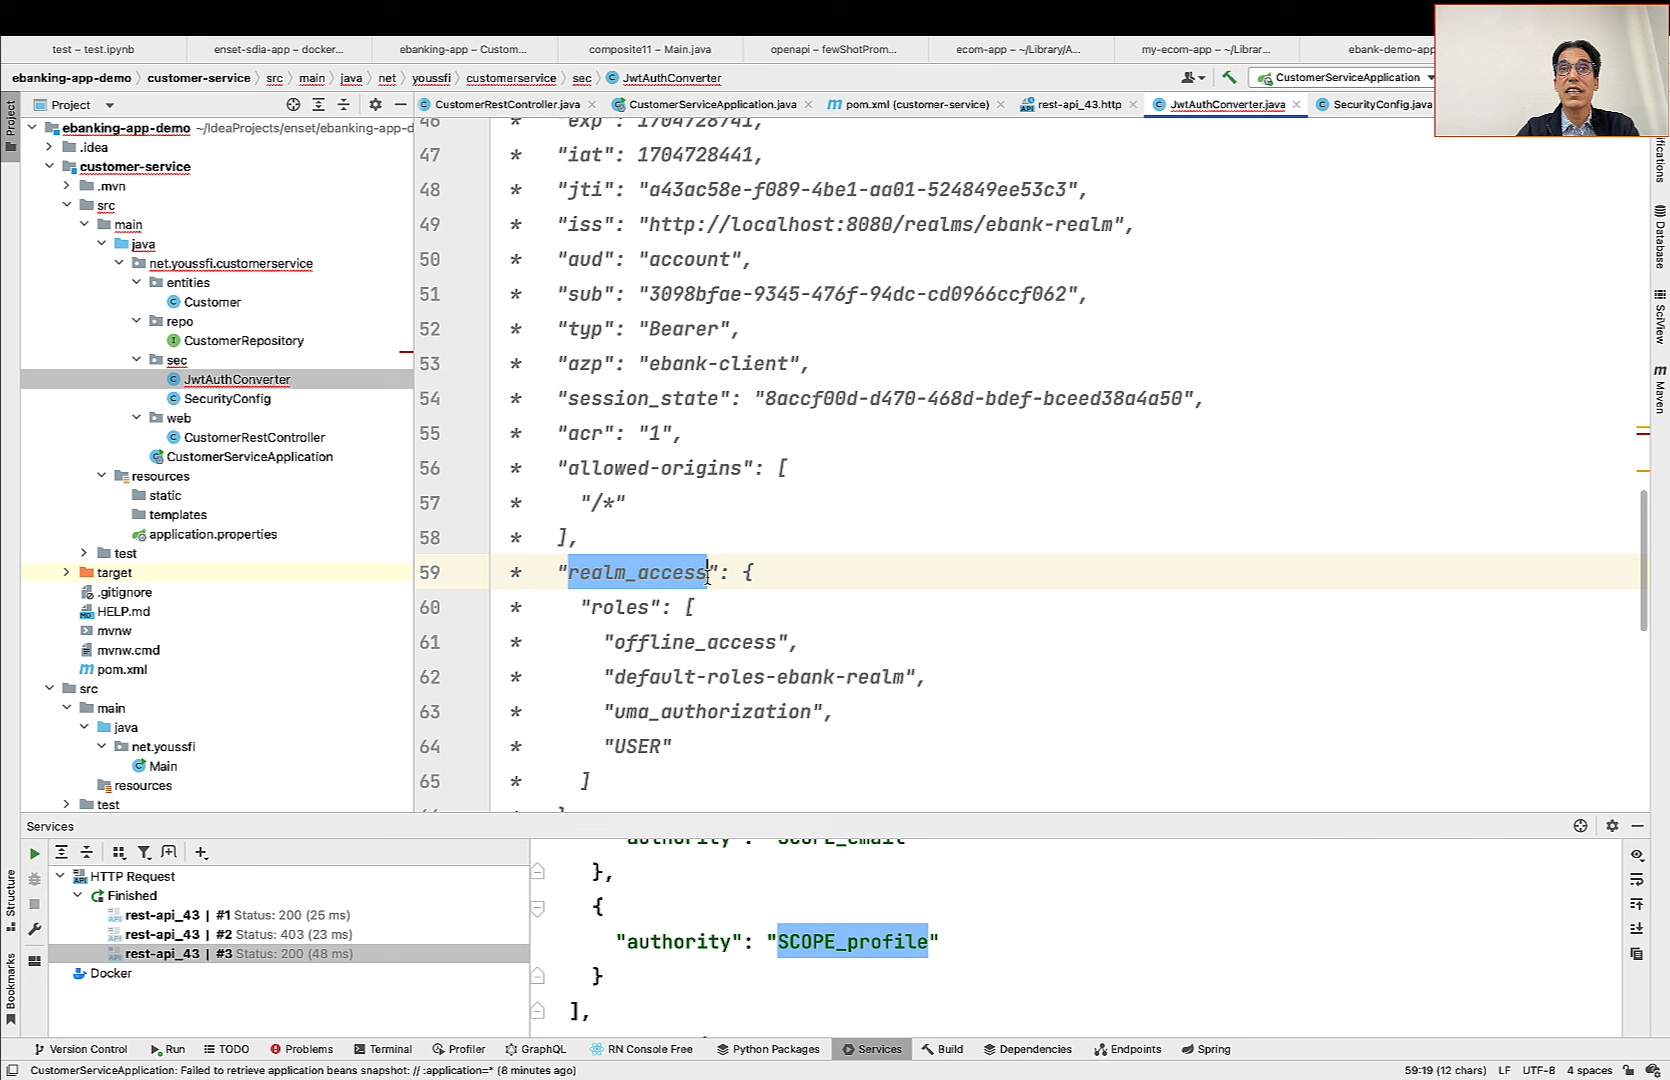 test – test.ipynb
enset-sdia-app – docker...
ebanking-app – Custom...
composite11 – Main.java
openapi – fewShotProm...
ecom-app – ~/Library/A...
my-ecom-app – ~/Librar...
ebank-demo-app
ebanking-app-demo customer-service src main java net youssfi customerservice sec JwtAuthConverter
CustomerServiceApplication
Project
CustomerRestController.java
CustomerServiceApplication.java
pom.xml (customer-service)
rest-api_43.http
JwtAuthConverter.java
SecurityConfig.java
Project
ebanking-app-demo ~/IdeaProjects/enset/ebanking-app-d
.idea
customer-service
.mvn
src
main
java
net.youssfi.customerservice
entities
Customer
repo
CustomerRepository
sec
JwtAuthConverter
SecurityConfig
web
CustomerRestController
CustomerServiceApplication
resources
static
templates
application.properties
test
target
.gitignore
HELP.md
mvnw
mvnw.cmd
pom.xml
src
main
java
net.youssfi
Main
resources
test
46 * "exp": 1704728741,
47 * "iat": 1704728441,
48 * "jti": "a43ac58e-f089-4be1-aa01-524849ee53c3",
49 * "iss": "http://localhost:8080/realms/ebank-realm",
50 * "aud": "account",
51 * "sub": "3098bfae-9345-476f-94dc-cd0966ccf062",
52 * "typ": "Bearer",
53 * "azp": "ebank-client",
54 * "session_state": "8accf00d-d470-468d-bdef-bceed38a4a50",
55 * "acr": "1",
56 * "allowed-origins": [
57 * "/*"
58 * ],
59 * "realm_access": {
60 * "roles": [
61 * "offline_access",
62 * "default-roles-ebank-realm",
63 * "uma_authorization",
64 * "USER"
65 * ]
Database
SciView
Maven
Structure
Bookmarks
Services
HTTP Request
Finished
rest-api_43 | #1 Status: 200 (25 ms)
rest-api_43 | #2 Status: 403 (23 ms)
rest-api_43 | #3 Status: 200 (48 ms)
Docker
"authority": "SCOPE_email"
},
{
"authority": "SCOPE_profile"
}
],
Version Control
Run
TODO
Problems
Terminal
Profiler
GraphQL
RN Console Free
Python Packages
Services
Build
Dependencies
Endpoints
Spring
CustomerServiceApplication: Failed to retrieve application beans snapshot: // :application=* (8 minutes ago)
59:19 (12 chars) LF UTF-8 4 spaces